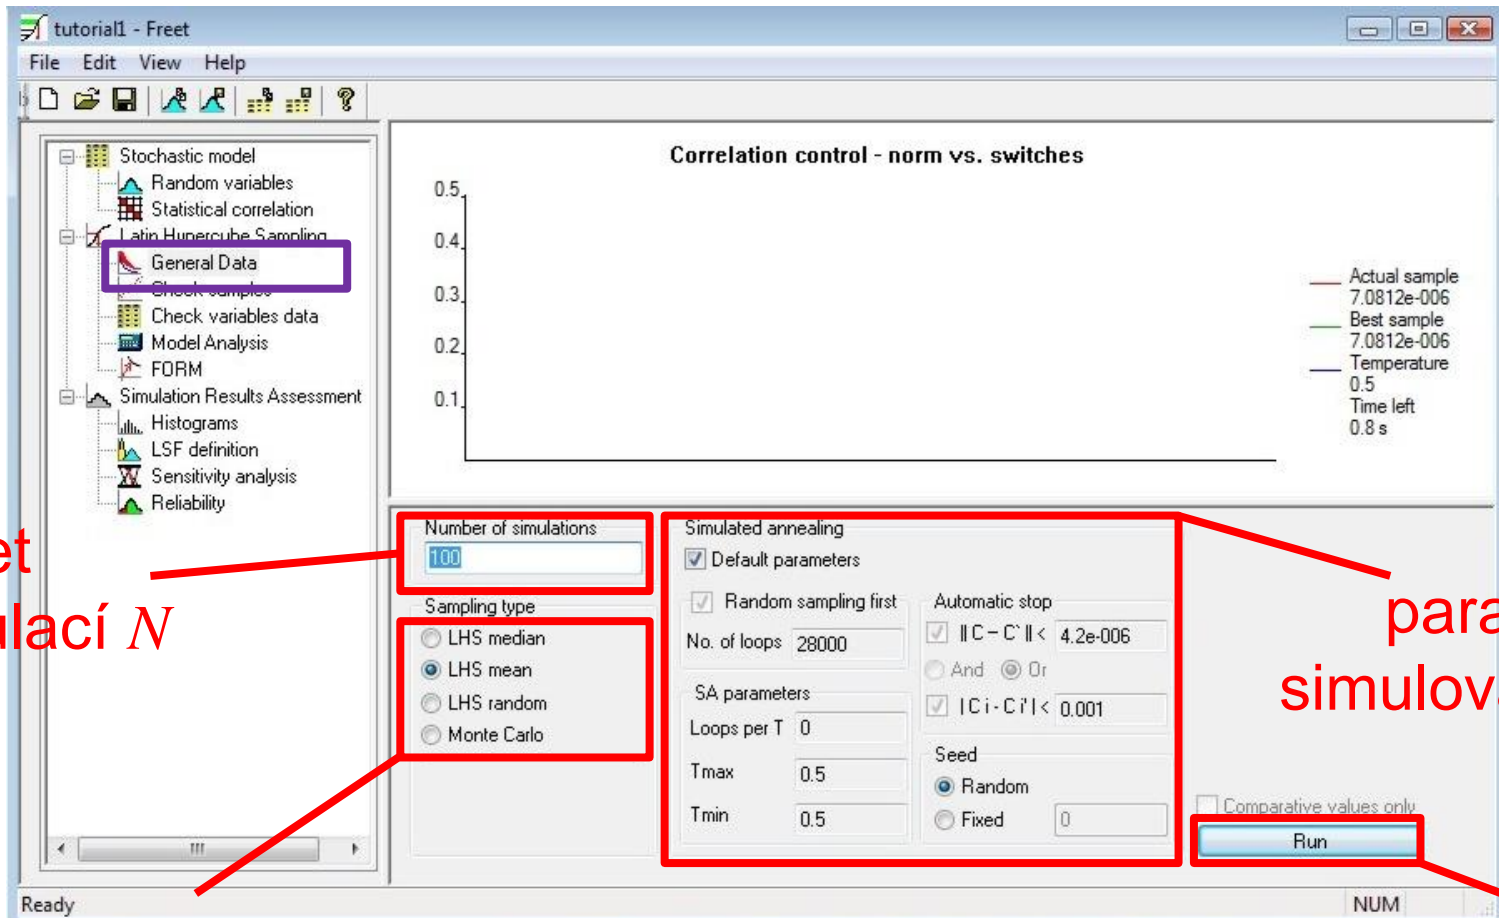 tutorial1 - Freet
File Edit View Help
Stochastic model
Random variables
Statistical correlation
Latin Hypercube Sampling
General Data
Check samples
Check variables data
Model Analysis
FORM
Simulation Results Assessment
Histograms
LSF definition
Sensitivity analysis
Reliability
Correlation control - norm vs. switches
0.5
0.4
0.3
0.2
0.1
Actual sample
7.0812e-006
Best sample
7.0812e-006
Temperature
0.5
Time left
0.8 s
et
ulací N
Number of simulations
100
Sampling type
LHS median
LHS mean
LHS random
Monte Carlo
Simulated annealing
Default parameters
Random sampling first
No. of loops 28000
SA parameters
Loops per T 0
Tmax 0.5
Tmin 0.5
Automatic stop
||C - C`||< 4.2e-006
And Or
|Ci-Ci'|< 0.001
Seed
Random
Fixed 0
para
simulova
Comparative values only
Run
Ready
NUM